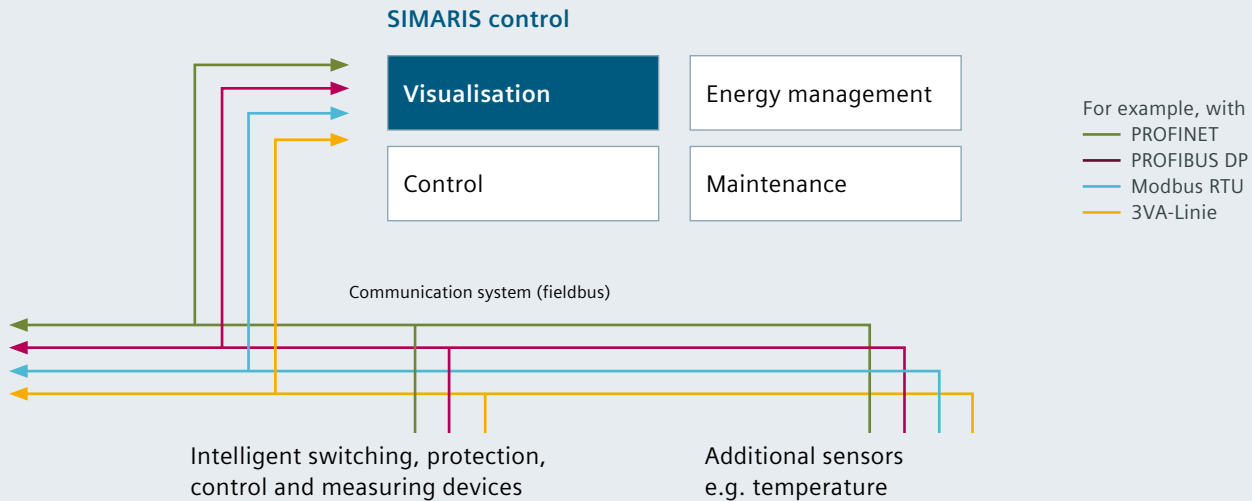 SIMARIS control
Visualisation
Energy management
Control
Maintenance
For example, with
PROFINET
PROFIBUS DP
Modbus RTU
3VA-Linie
Communication system (fieldbus)
Intelligent switching, protection,
control and measuring devices
Additional sensors
e.g. temperature